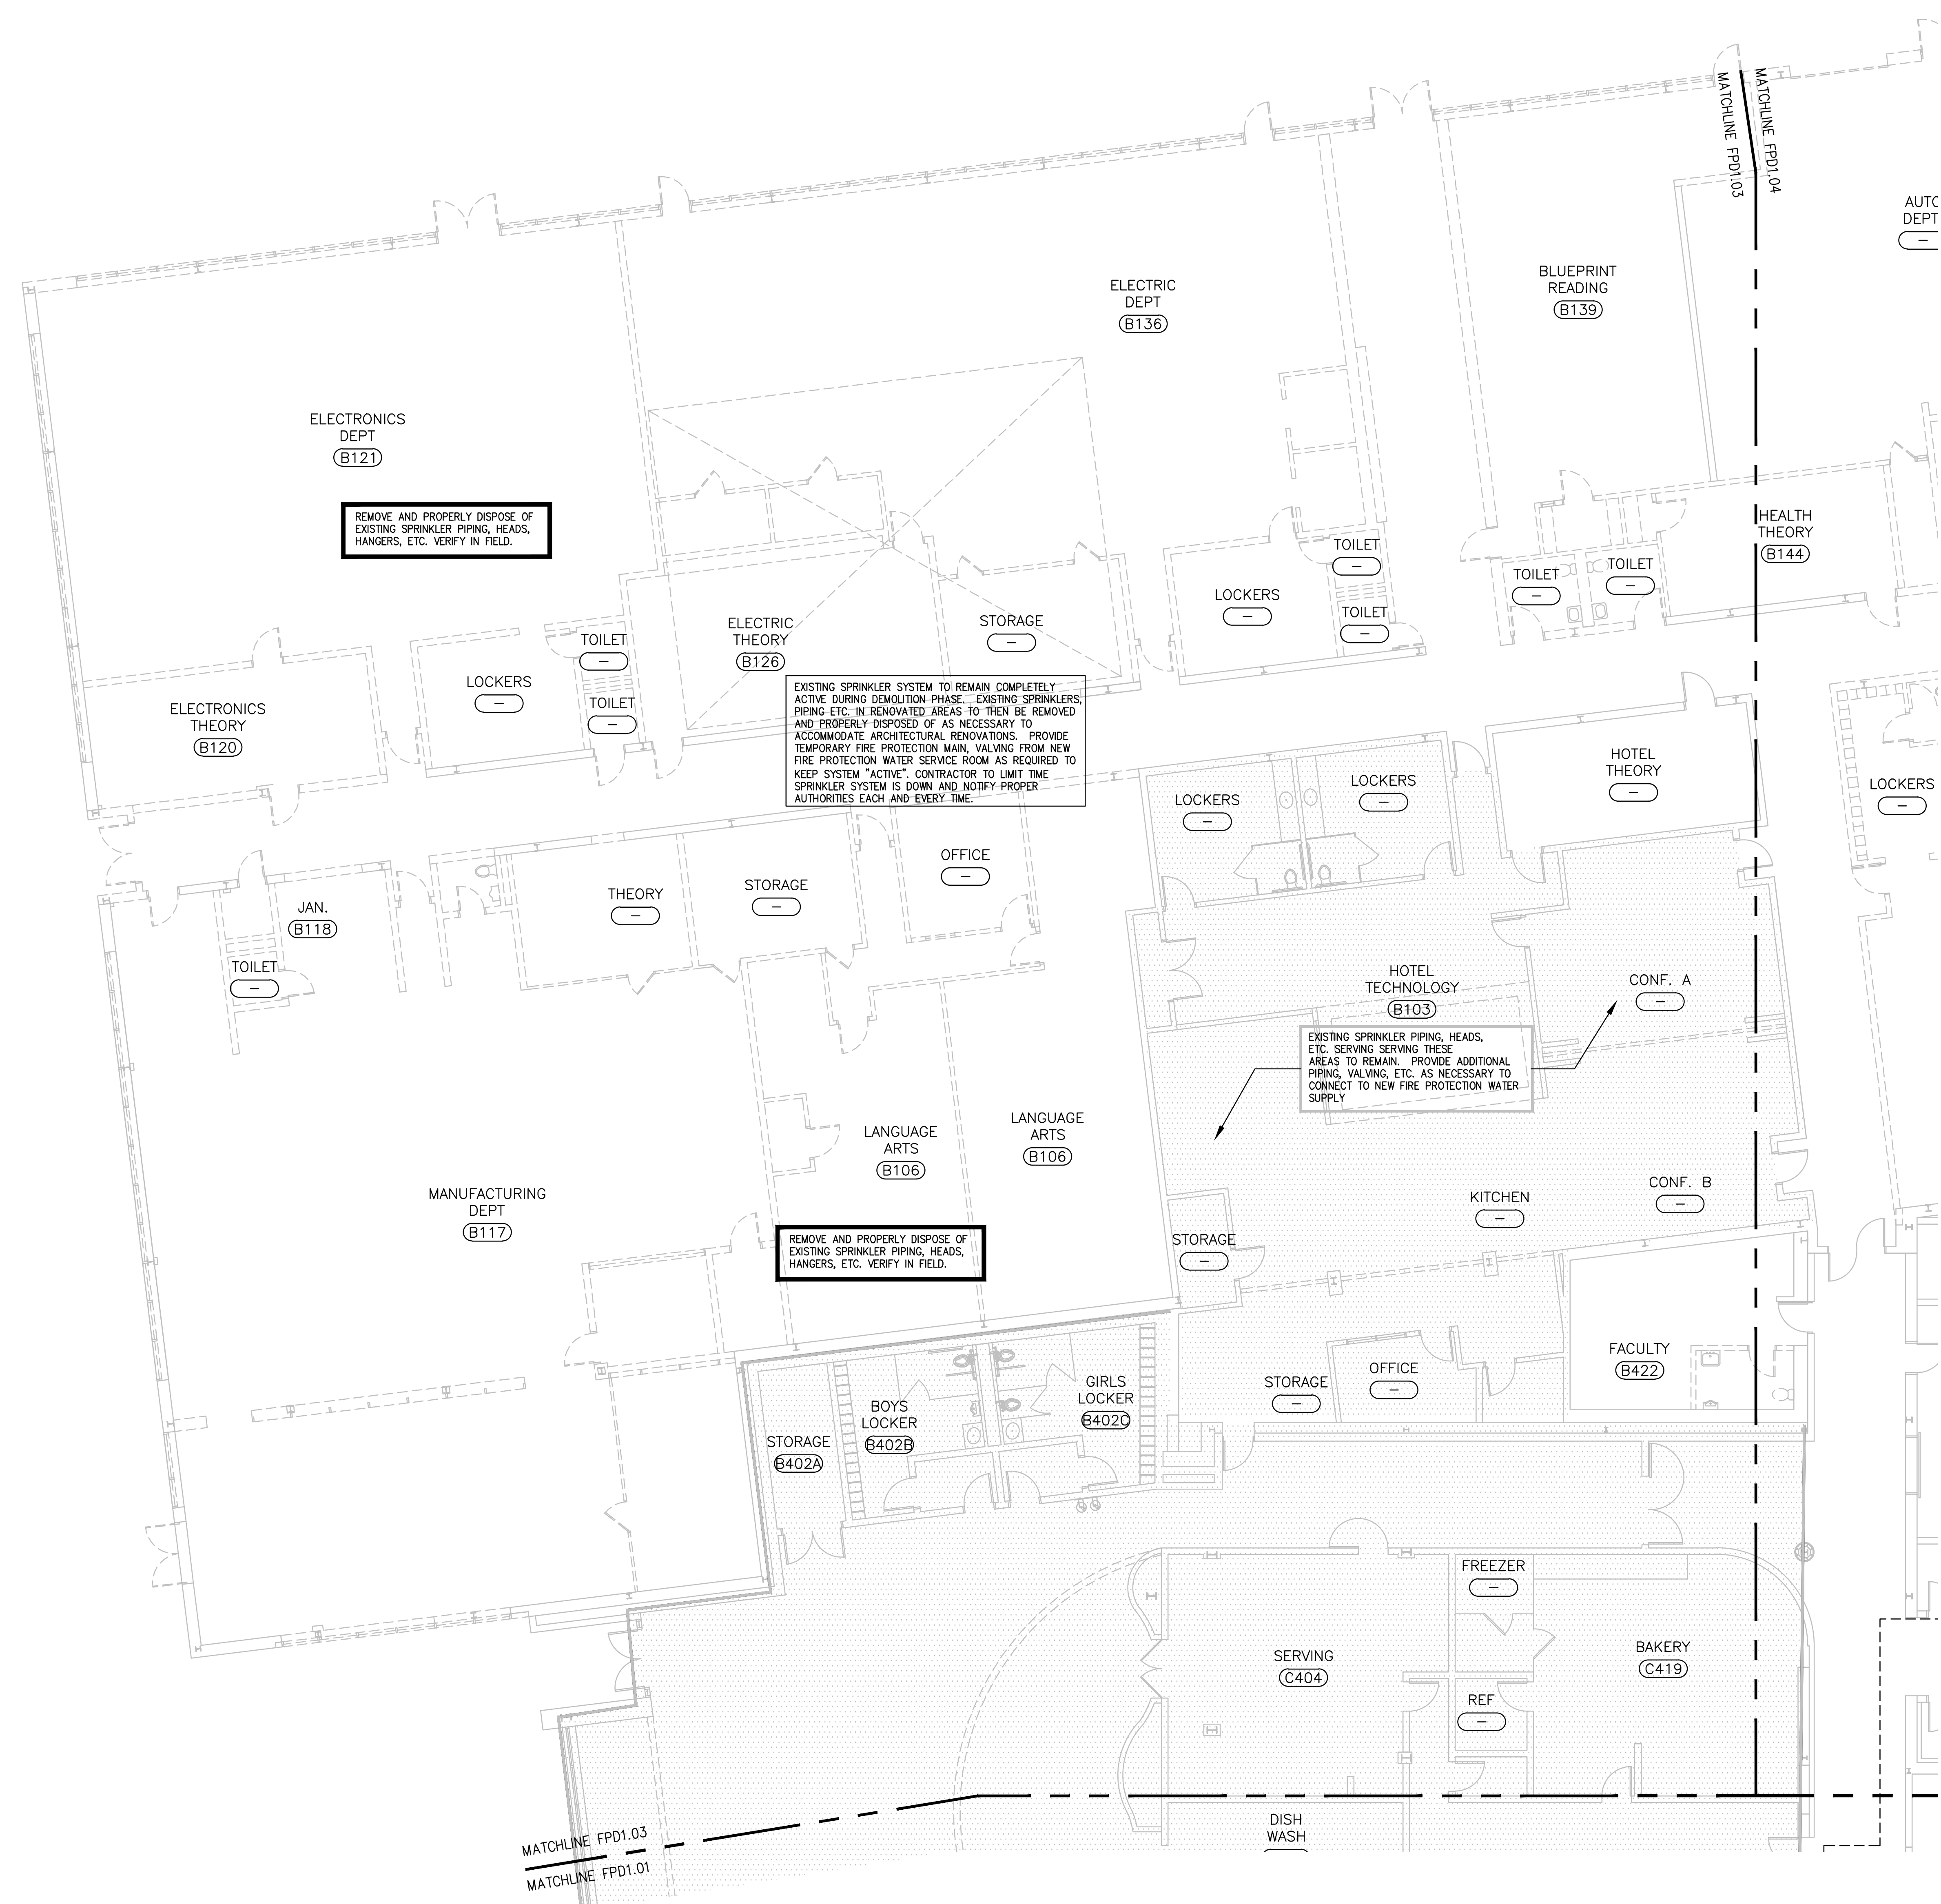 MATCHLINE FPD1.03
MATCHLINE FPD1.04
AUTO
DEPT
—
BLUEPRINT
READING
B139
ELECTRIC
DEPT
B136
ELECTRONICS
DEPT
B121
REMOVE AND PROPERLY DISPOSE OF
EXISTING SPRINKLER PIPING, HEADS,
HANGERS, ETC. VERIFY IN FIELD.
HEALTH
THEORY
B144
TOILET
—
TOILET
—
TOILET
—
TOILET
—
LOCKERS
—
STORAGE
—
ELECTRIC
THEORY
B126
TOILET
—
TOILET
—
LOCKERS
—
ELECTRONICS
THEORY
B120
EXISTING SPRINKLER SYSTEM TO REMAIN COMPLETELY
ACTIVE DURING DEMOLITION PHASE. EXISTING SPRINKLERS,
PIPING ETC. IN RENOVATED AREAS TO THEN BE REMOVED
AND PROPERLY DISPOSED OF AS NECESSARY TO
ACCOMMODATE ARCHITECTURAL RENOVATIONS. PROVIDE
TEMPORARY FIRE PROTECTION MAIN, VALVING FROM NEW
FIRE PROTECTION WATER SERVICE ROOM AS REQUIRED TO
KEEP SYSTEM "ACTIVE". CONTRACTOR TO LIMIT TIME
SPRINKLER SYSTEM IS DOWN AND NOTIFY PROPER
AUTHORITIES EACH AND EVERY TIME.
HOTEL
THEORY
—
LOCKERS
—
LOCKERS
—
LOCKERS
—
OFFICE
—
STORAGE
—
THEORY
—
JAN.
B118
TOILET
—
HOTEL
TECHNOLOGY
B103
CONF. A
—
EXISTING SPRINKLER PIPING, HEADS,
ETC. SERVING SERVING THESE
AREAS TO REMAIN. PROVIDE ADDITIONAL
PIPING, VALVING, ETC. AS NECESSARY TO
CONNECT TO NEW FIRE PROTECTION WATER
SUPPLY
LANGUAGE
ARTS
B106
LANGUAGE
ARTS
B106
MANUFACTURING
DEPT
B117
REMOVE AND PROPERLY DISPOSE OF
EXISTING SPRINKLER PIPING, HEADS,
HANGERS, ETC. VERIFY IN FIELD.
KITCHEN
—
CONF. B
—
STORAGE
—
FACULTY
B422
OFFICE
—
STORAGE
—
GIRLS
LOCKER
B402C
BOYS
LOCKER
B402B
STORAGE
B402A
FREEZER
—
SERVING
C404
BAKERY
C419
REF
—
DISH
WASH
MATCHLINE FPD1.03
MATCHLINE FPD1.01